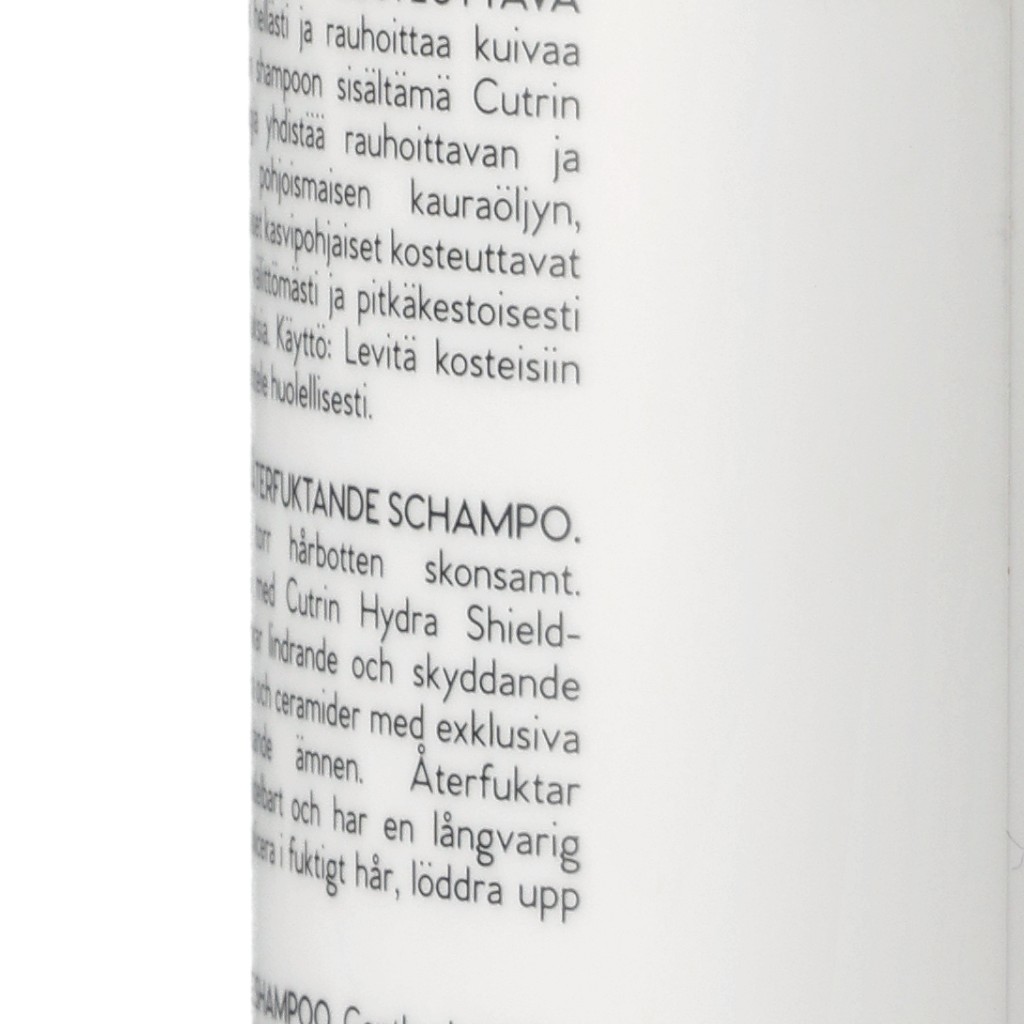 hellästi ja rauhoittaa kuivaa
shampoon sisältämä Cutrin
yhdistää rauhoittavan ja
pohjoismaisen kauraöljyn,
kasvipohjaiset kosteuttavat
välittömästi ja pitkäkestoisesti
Käyttö: Levitä kosteisiin
huolellisesti.
ÅTERFUKTANDE SCHAMPO.
torr hårbotten skonsamt.
med Cutrin Hydra Shield-
lindrande och skyddande
och ceramider med exklusiva
ämnen. Återfuktar
och har en långvarig
i fuktigt hår, löddra upp
SHAMPOO.